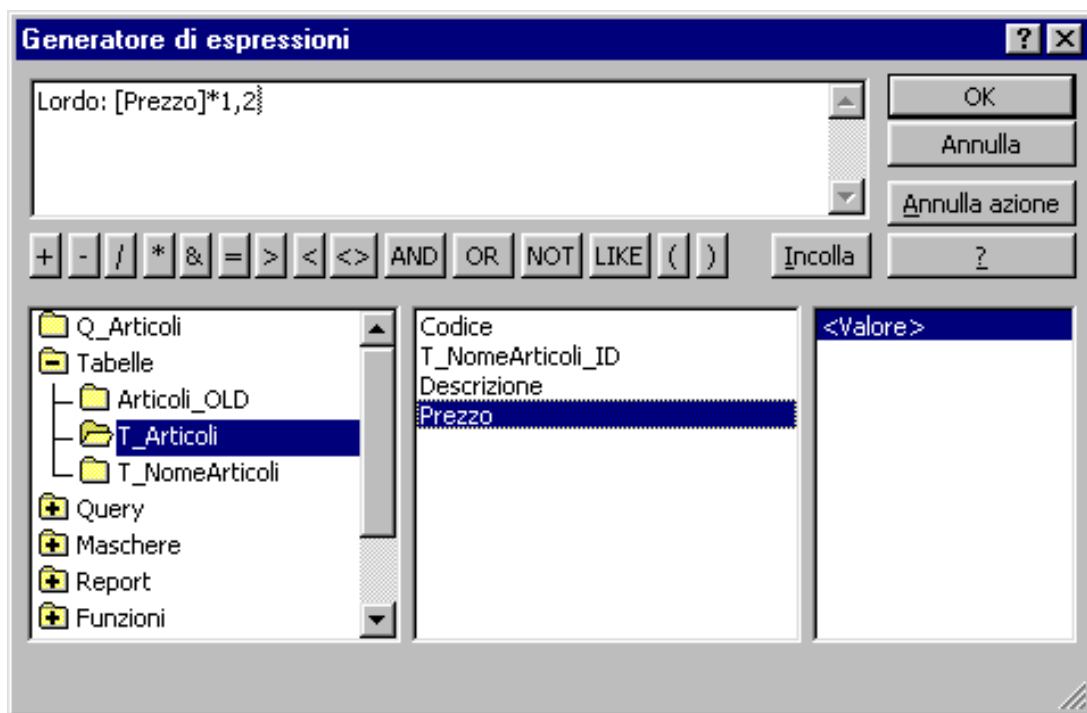 Generatore di espressioni
Lordo: [Prezzo]*1,2
OK
Annulla
Annulla azione
+ - / * & = > < <> AND OR NOT LIKE ( ) Incolla ?
Q_Articoli
Tabelle
Articoli_OLD
T_Articoli
T_NomeArticoli
Query
Maschere
Report
Funzioni
Codice
T_NomeArticoli_ID
Descrizione
Prezzo
<Valore>